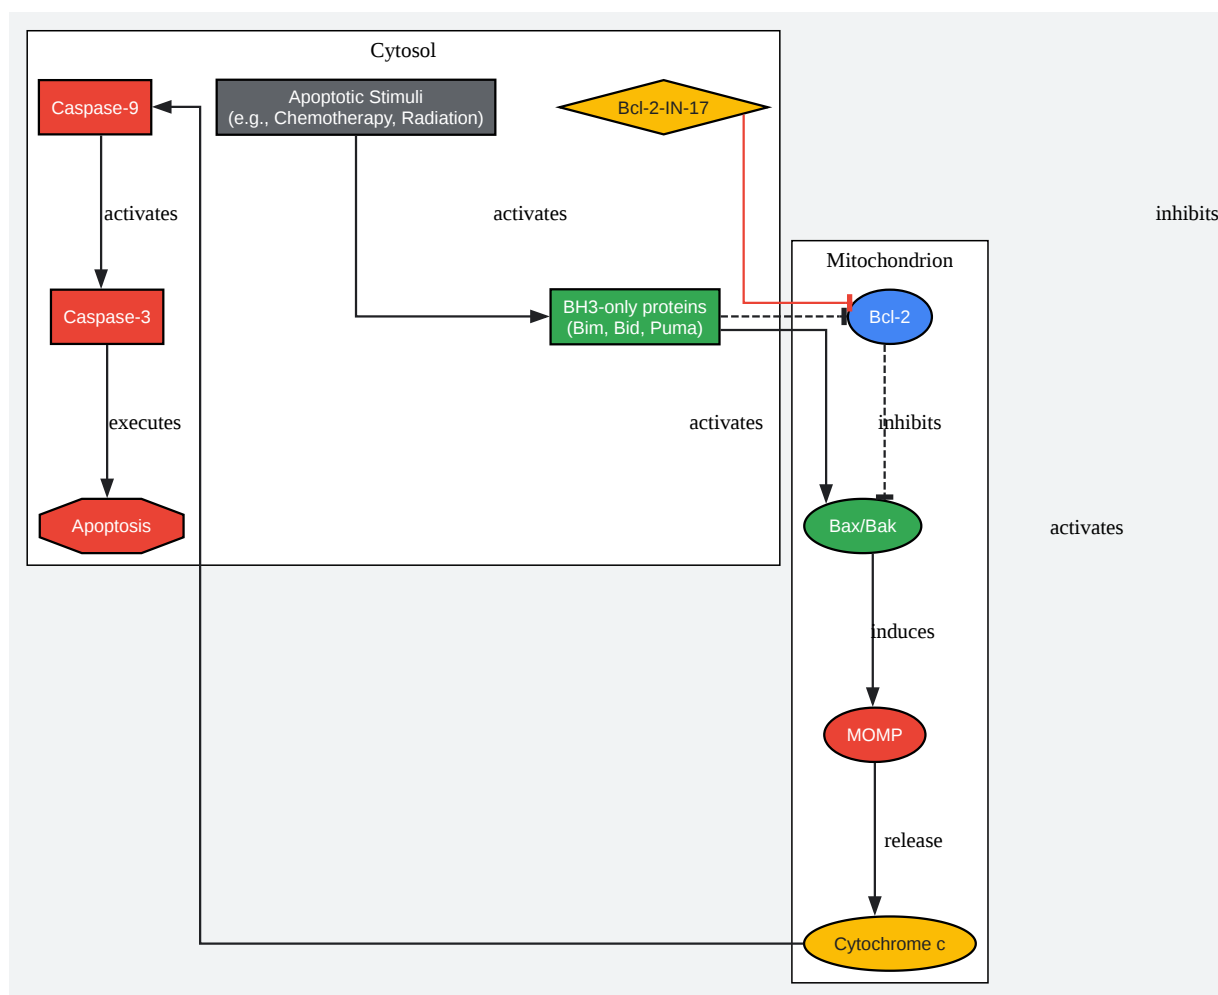 Cytosol
Caspase-9
Apoptotic Stimuli
(e.g., Chemotherapy, Radiation)
Bcl-2-IN-17
activates
activates
inhibits
Mitochondrion
Caspase-3
BH3-only proteins
(Bim, Bid, Puma)
Bcl-2
executes
activates
inhibits
Apoptosis
Bax/Bak
activates
induces
MOMP
release
Cytochrome c